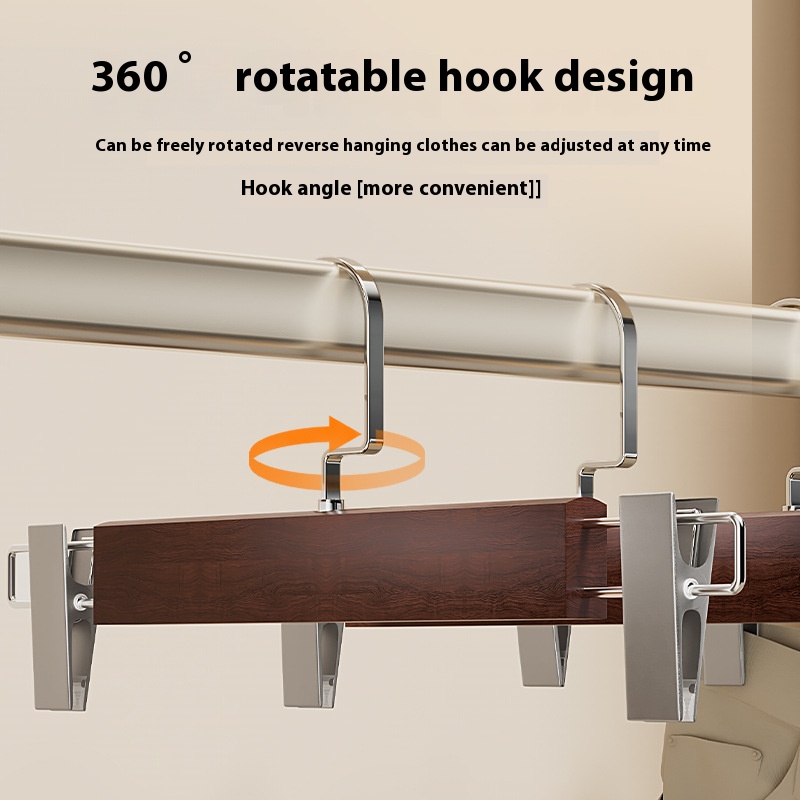 360° rotatable hook design
Can be freely rotated reverse hanging clothes can be adjusted at any time
Hook angle [more convenient]]